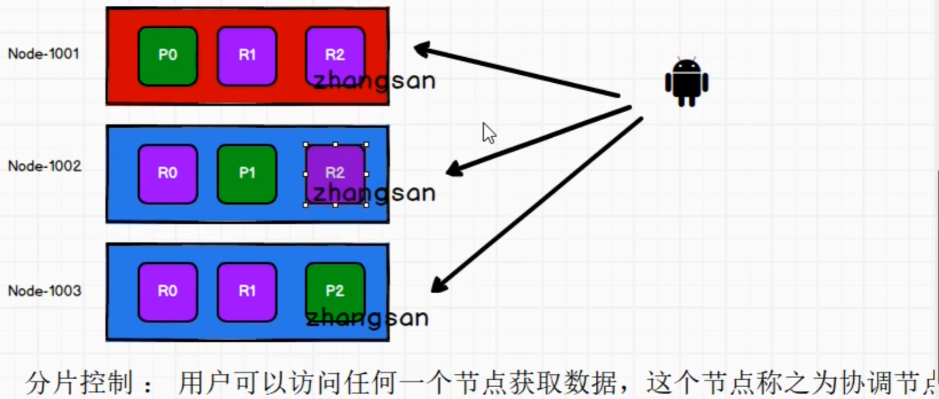 Node-1001 P0 R1 R2
zhangsan
Node-1002 R0 P1 R2
zhangsan
Node-1003 R0 R1 P2
zhangsan
分片控制： 用户可以访问任何一个节点获取数据，这个节点称之为协调节点